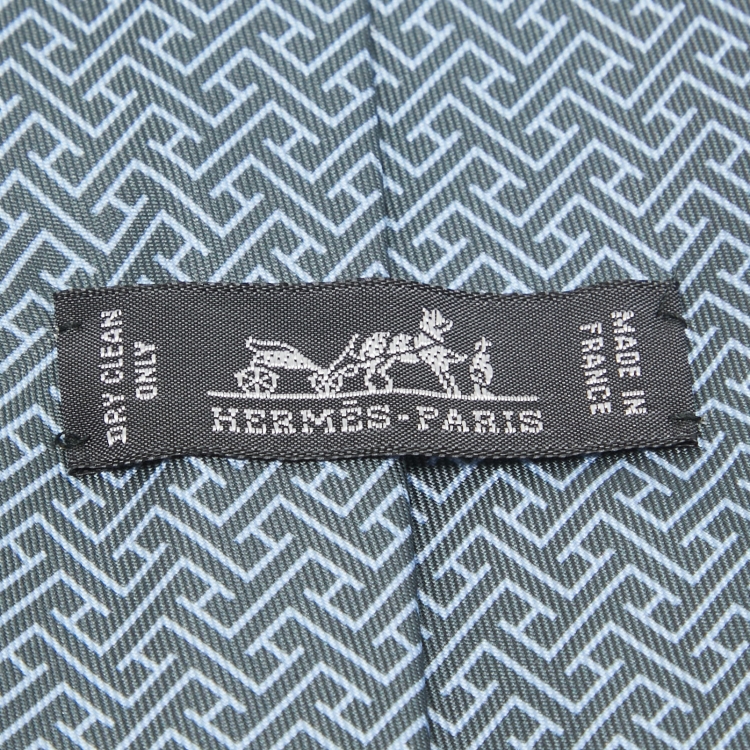 DRY CLEAN
ONLY
HERMÈS-PARIS
MADE IN
FRANCE